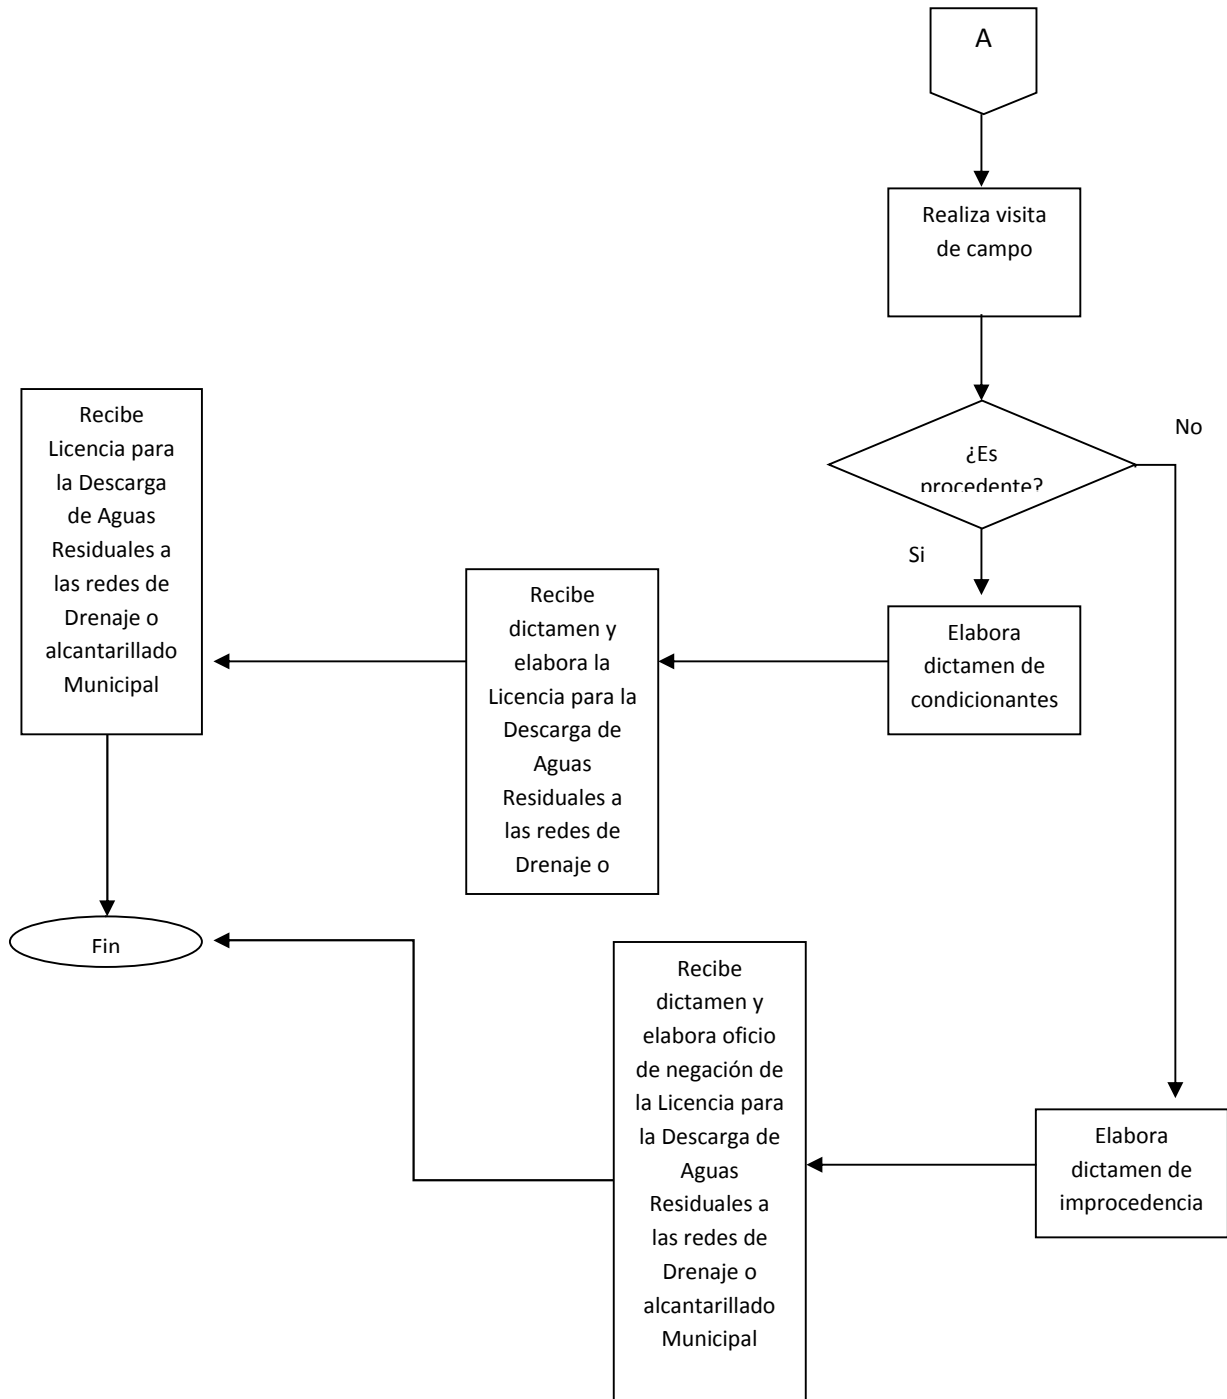 A
Realiza visita
de campo
¿Es
procedente?
No
Si
Elabora
dictamen de
condicionantes
Recibe
dictamen y
elabora la
Licencia para la
Descarga de
Aguas
Residuales a
las redes de
Drenaje o
Recibe
Licencia para
la Descarga
de Aguas
Residuales a
las redes de
Drenaje o
alcantarillado
Municipal
Fin
Elabora
dictamen de
improcedencia
Recibe
dictamen y
elabora oficio
de negación de
la Licencia para
la Descarga de
Aguas
Residuales a
las redes de
Drenaje o
alcantarillado
Municipal